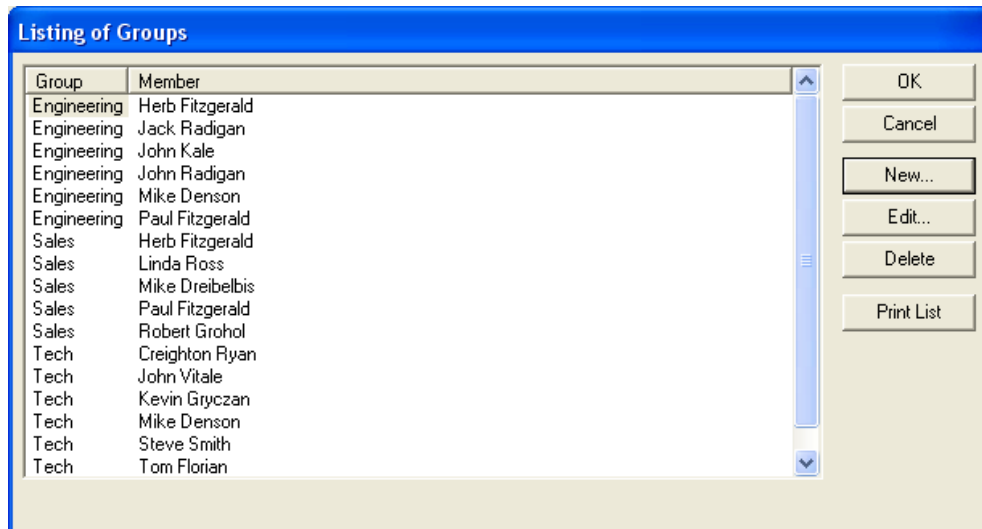 Listing of Groups
Group Member
Engineering Herb Fitzgerald
Engineering Jack Radigan
Engineering John Kale
Engineering John Radigan
Engineering Mike Denson
Engineering Paul Fitzgerald
Sales Herb Fitzgerald
Sales Linda Ross
Sales Mike Dreibelbis
Sales Paul Fitzgerald
Sales Robert Grohol
Tech Creighton Ryan
Tech John Vitale
Tech Kevin Gryczan
Tech Mike Denson
Tech Steve Smith
Tech Tom Florian
OK
Cancel
New...
Edit...
Delete
Print List